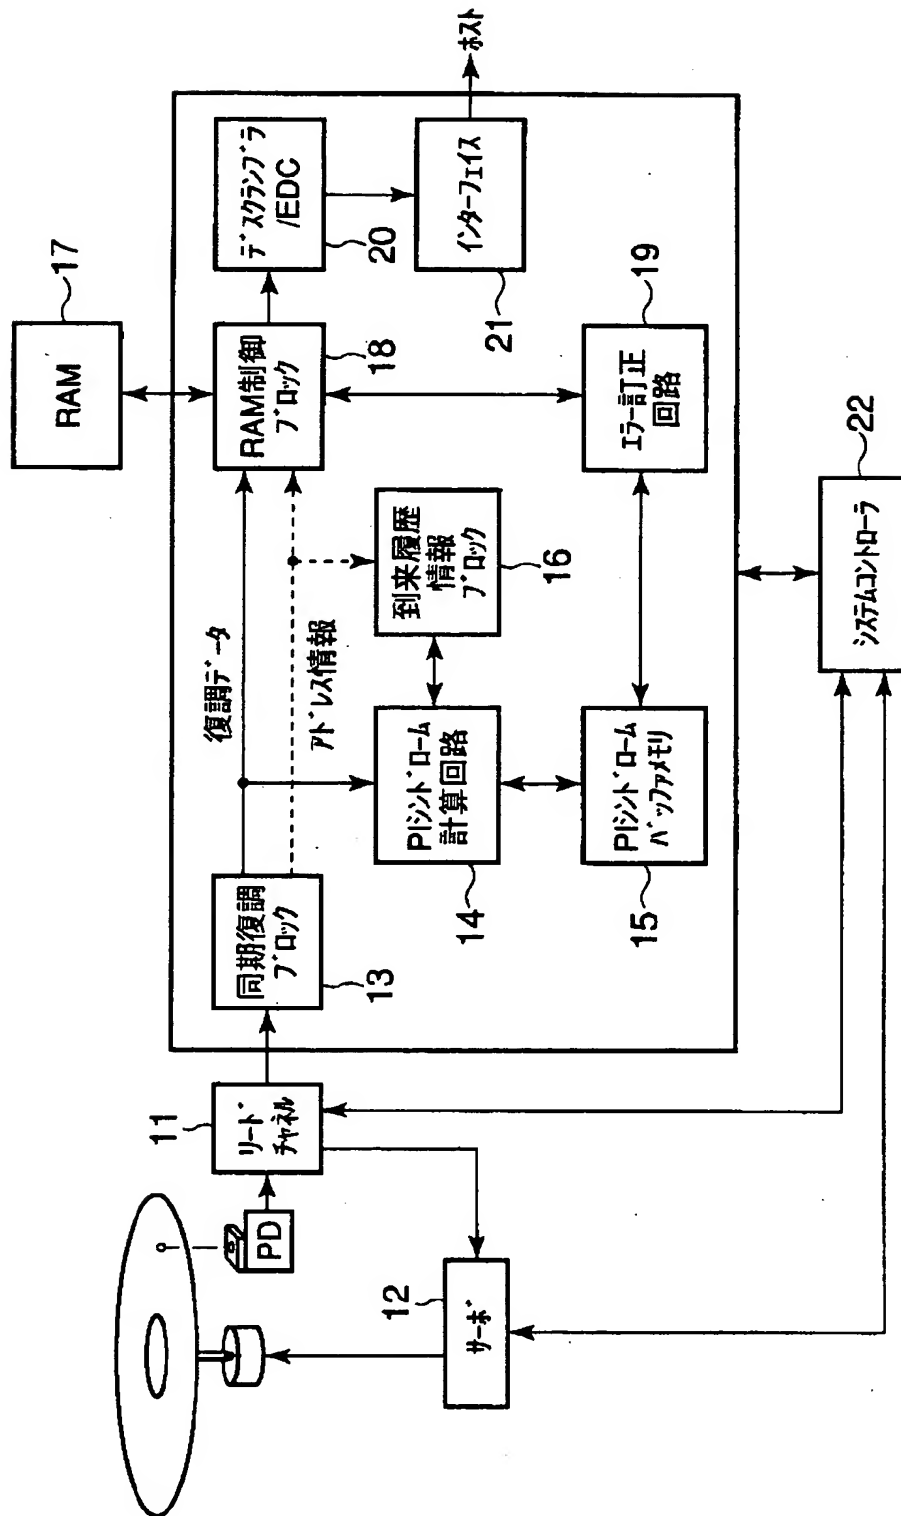 RAM
17
デスクランブラ
/EDC
20
ホスト
インターフェイス
21
RAM制御
ブロック
18
エラー訂正
回路
19
復調データ
アドレス情報
到来履歴
情報
ブロック
16
同期復調
ブロック
13
PIシンドローム
計算回路
14
PIシンドローム
バッファメモリ
15
システムコントローラ
22
11
リード
チャネル
PD
12
サーボ